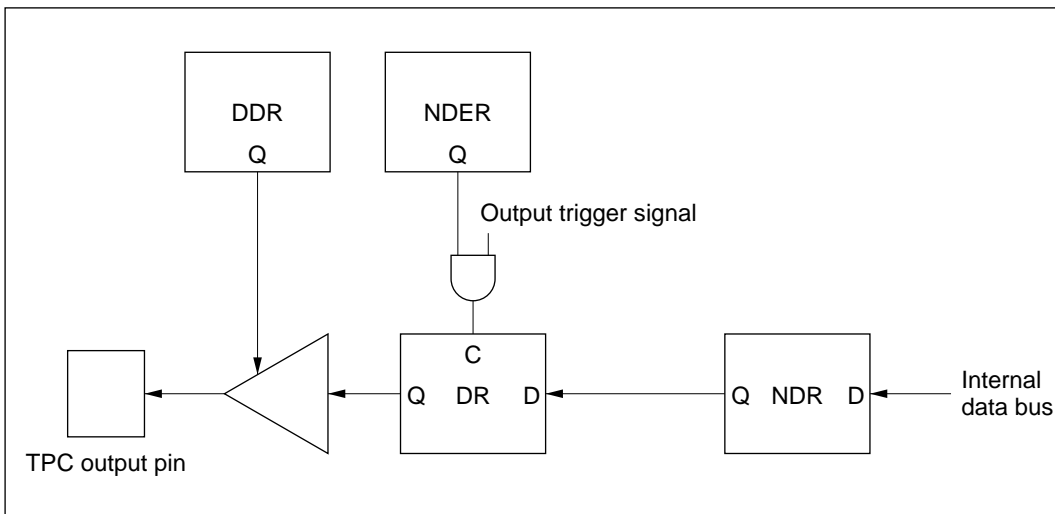 DDR
Q
NDER
Q
Output trigger signal
C
Q DR D
Q NDR D
Internal
data bus
TPC output pin